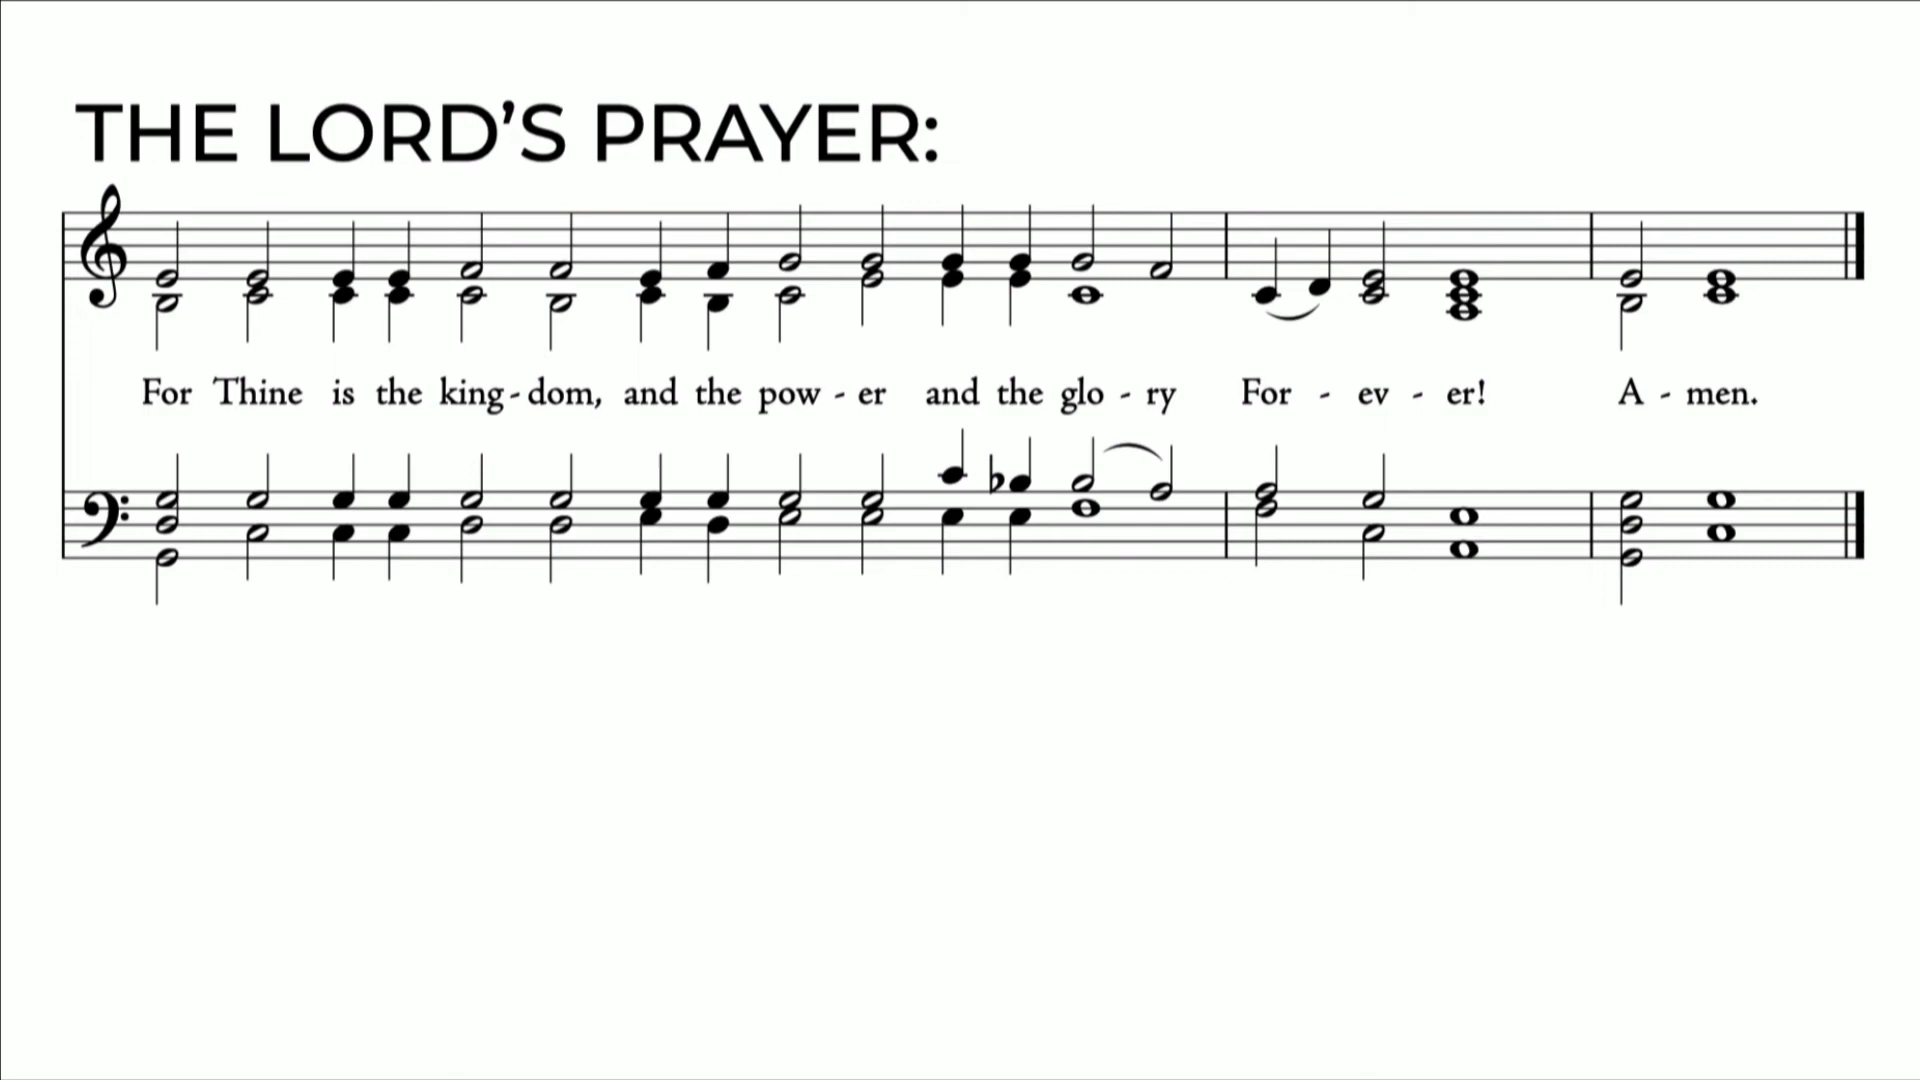 THE LORD’S PRAYER:
For Thine is the king - dom, and the pow - er and the glo - ry For - ev - er! A - men.